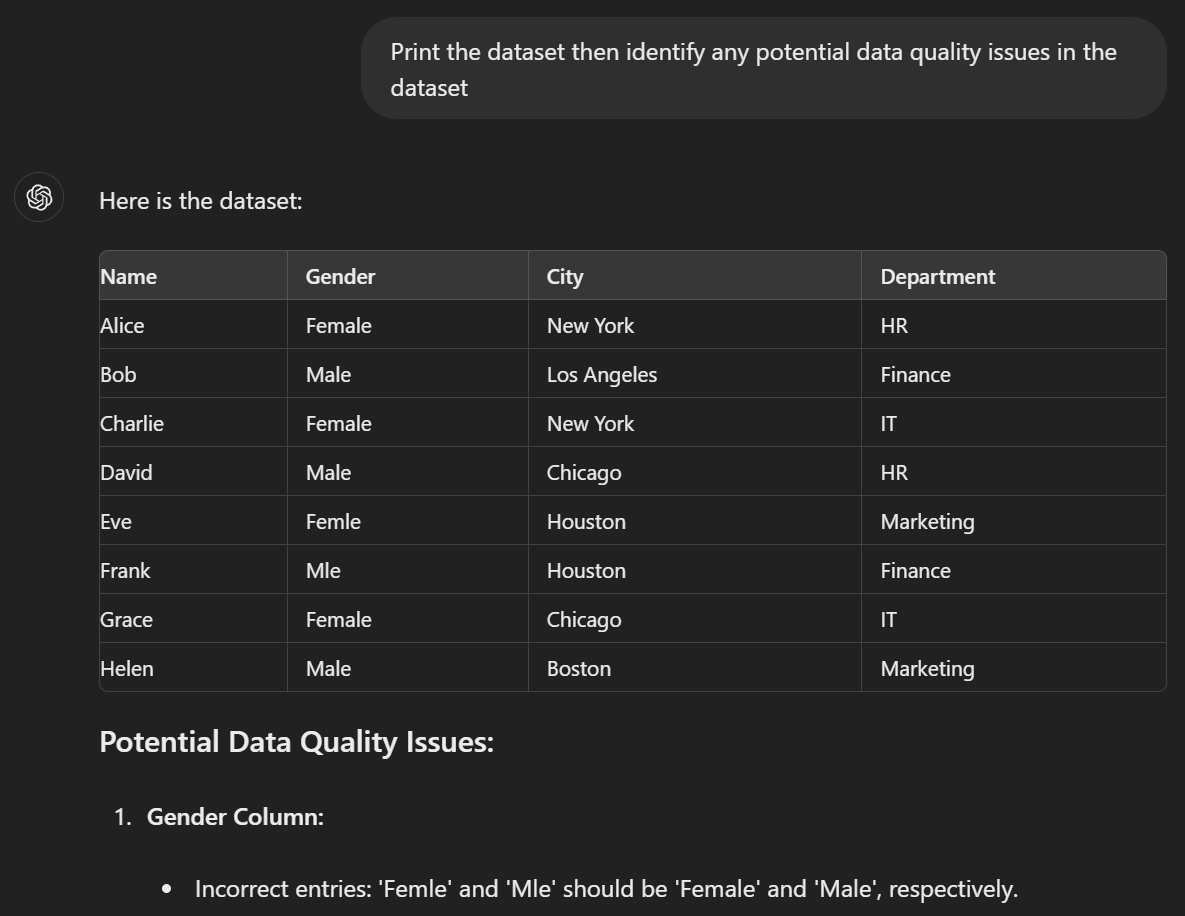 Print the dataset then identify any potential data quality issues in the
dataset
Here is the dataset:
Name Gender City Department
Alice Female New York HR
Bob Male Los Angeles Finance
Charlie Female New York IT
David Male Chicago HR
Eve Femle Houston Marketing
Frank Mle Houston Finance
Grace Female Chicago IT
Helen Male Boston Marketing
Potential Data Quality Issues:
1. Gender Column:
• Incorrect entries: 'Femle' and 'Mle' should be 'Female' and 'Male', respectively.